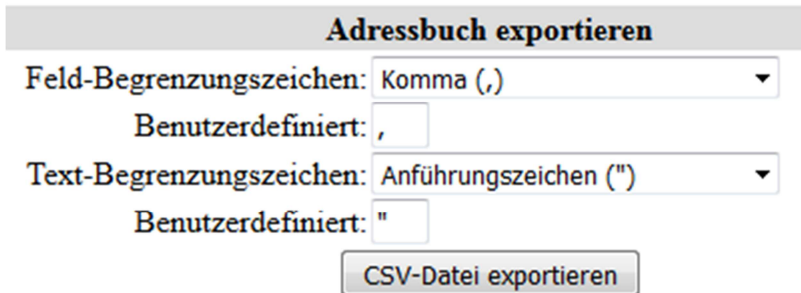 Adressbuch exportieren
Feld-Begrenzungszeichen: Komma (,)
Benutzerdefiniert: ,
Text-Begrenzungszeichen: Anführungszeichen (")
Benutzerdefiniert: "
CSV-Datei exportieren